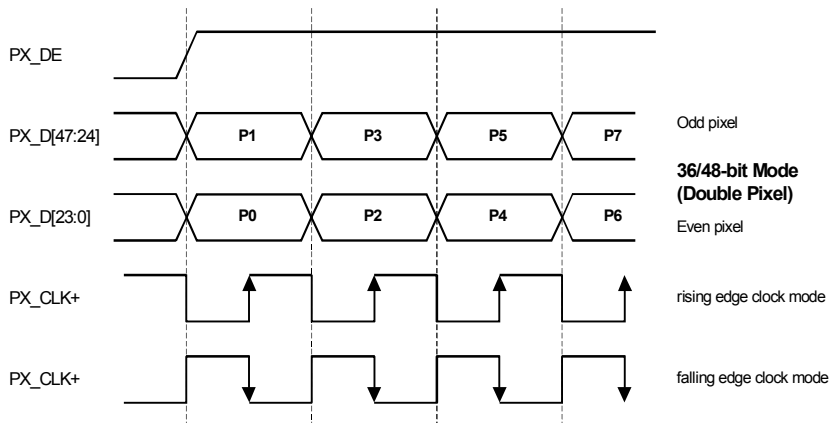 PX_DE
PX_D[47:24]
P1
P3
P5
P7
Odd pixel
36/48-bit Mode
(Double Pixel)
PX_D[23:0]
P0
P2
P4
P6
Even pixel
PX_CLK+
rising edge clock mode
PX_CLK+
falling edge clock mode